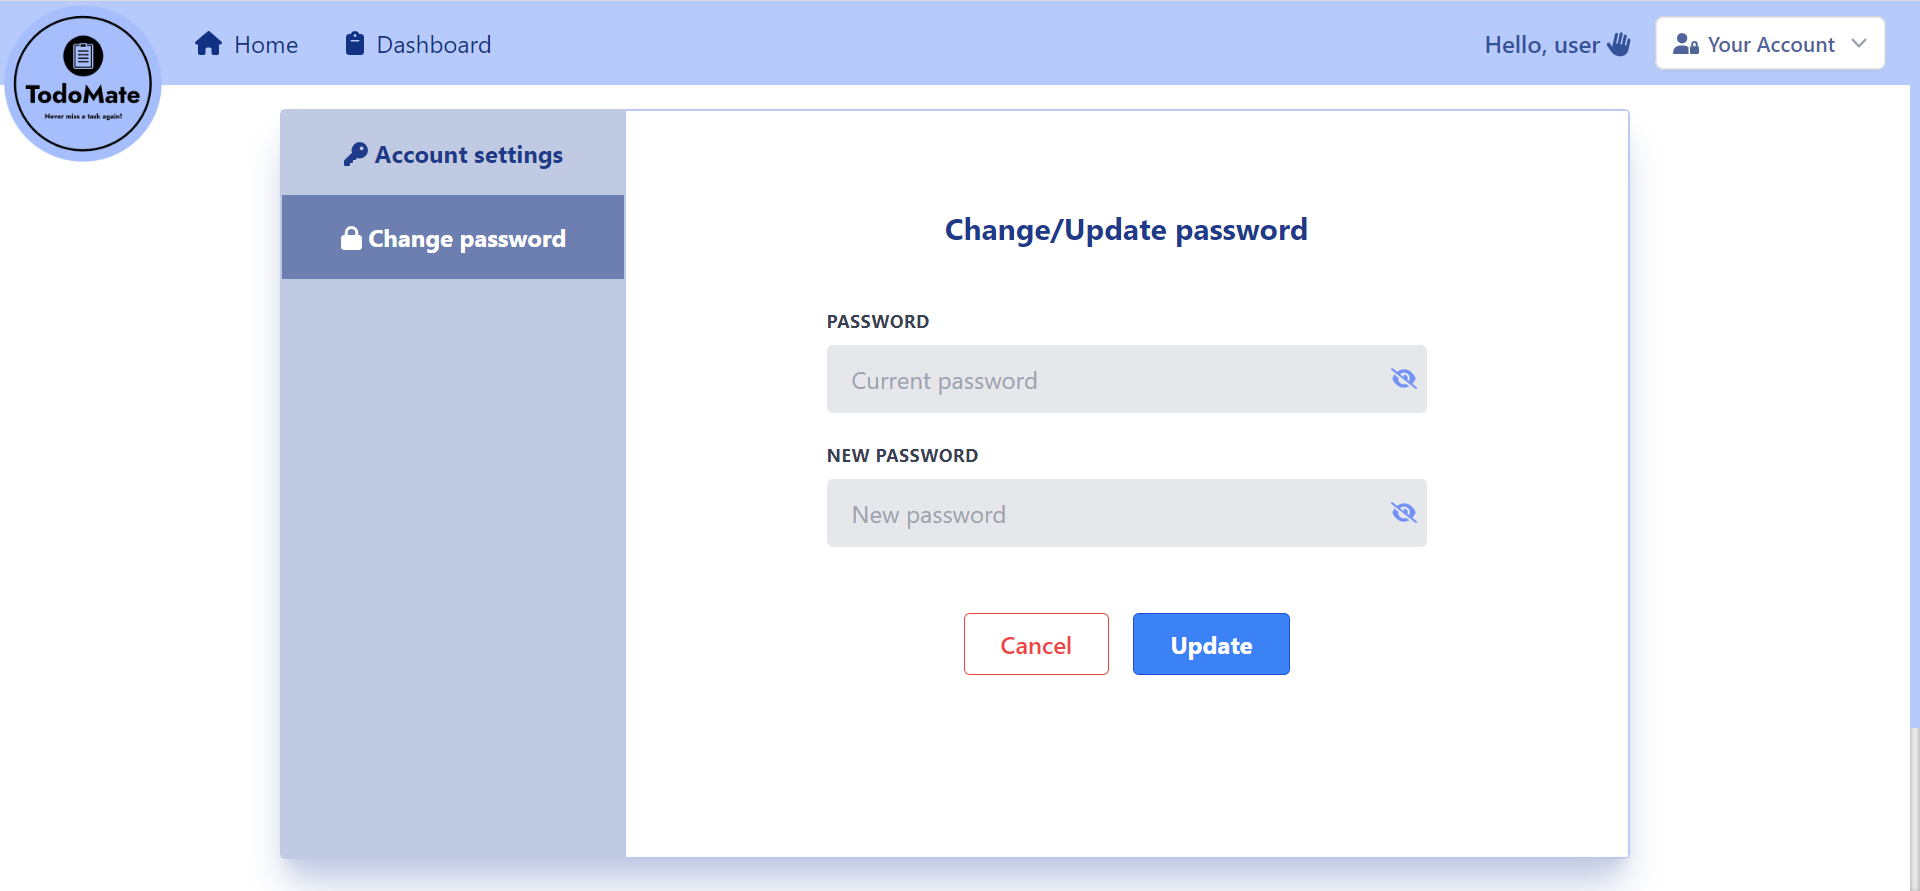 TodoMate
Never miss a task again!
Home
Dashboard
Hello, user
Your Account
Account settings
Change password
Change/Update password
PASSWORD
Current password
NEW PASSWORD
New password
Cancel
Update